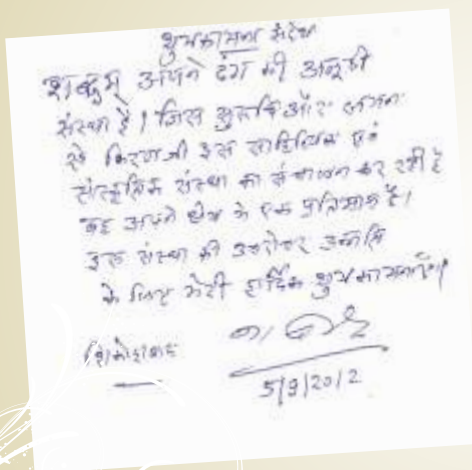 शुभकामना संदेश
शकुम् अपने ढंग की अनूठी
संस्था है। जिस सुरुचि और लगन
से किरण जी इस साहित्यिक एवं
सांस्कृतिक संस्था का संचालन कर रही हैं
वह अपने क्षेत्र में एक प्रतिमान है।
इस संस्था की उत्तरोत्तर उन्नति
के लिए मेरी हार्दिक शुभकामनाएँ।
शिकोहाबाद
5/9/2012